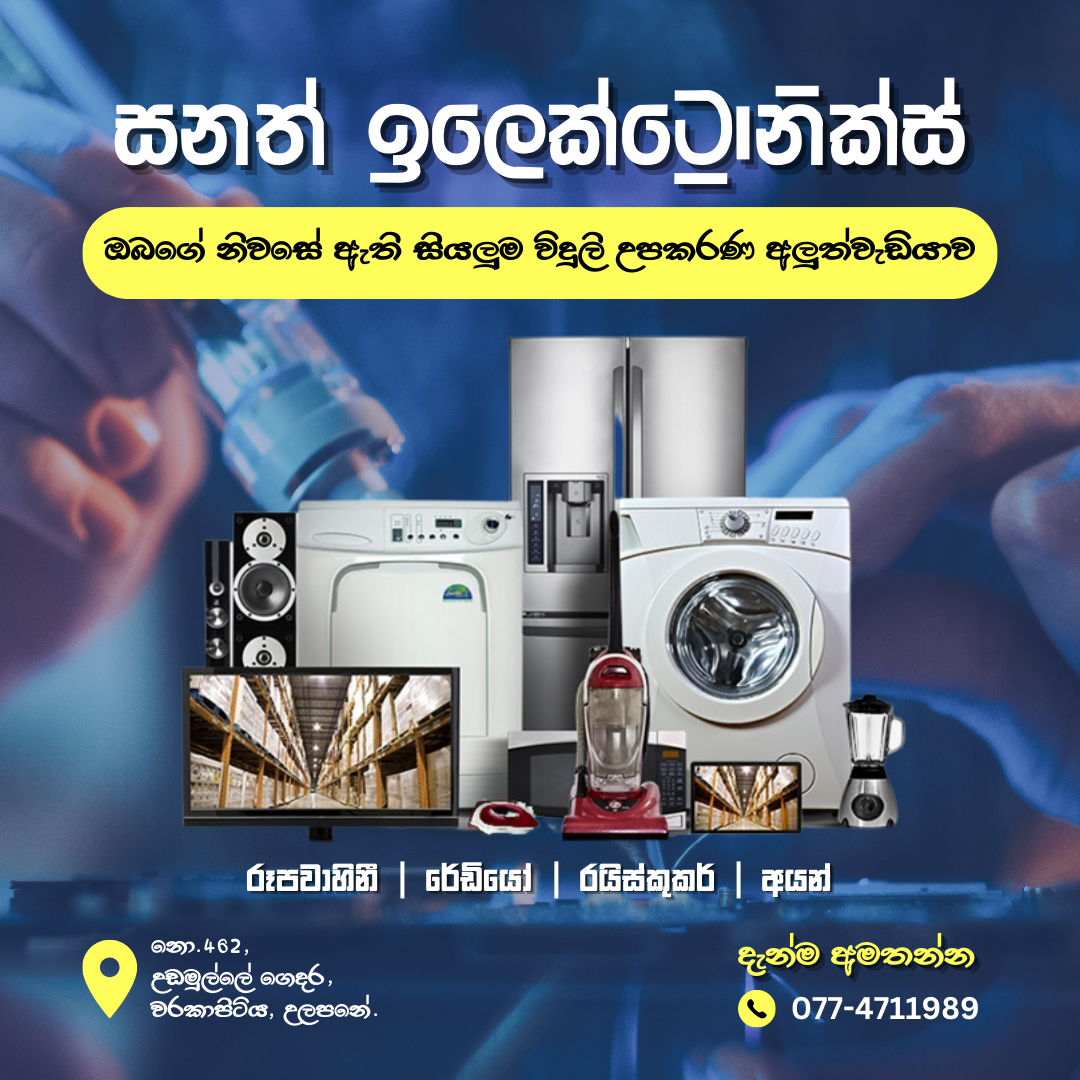 සනත් ඉලෙක්ට්‍රොනික්ස්
ඔබගේ නිවසේ ඇති සියලුම විදුලි උපකරණ අලුත්වැඩියාව
රූපවාහිනී | රේඩියෝ | රයිස්කුකර් | අයන්
නො.462,
උඩමුල්ලේ ගෙදර,
වරකාපිටිය, උලපනේ.
දැන්ම අමතන්න
077-4711989